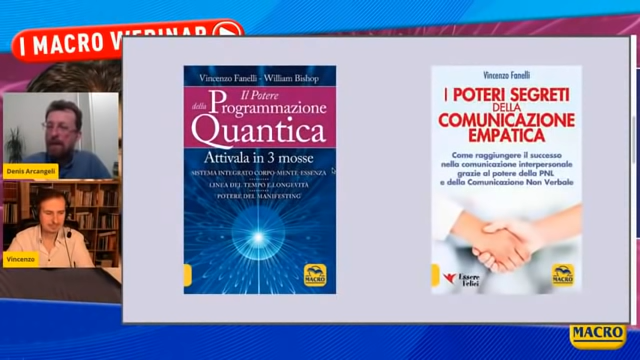 I MACRO WEBINAR
Denis Arcangeli
Vincenzo
Vincenzo Fanelli - William Bishop
Il Potere
della Programmazione
Quantica
Attivala in 3 mosse
SISTEMA INTEGRATO CORPO-MENTE-ESSENZA
LINEA DEL TEMPO E LONGEVITÀ
POTERE DEL MANIFESTING
MACRO
Vincenzo Fanelli
I POTERI SEGRETI
DELLA
COMUNICAZIONE
EMPATICA
Come raggiungere il successo
nella comunicazione interpersonale
grazie al potere della PNL
e della Comunicazione Non Verbale
Essere
Felici
MACRO
MACRO